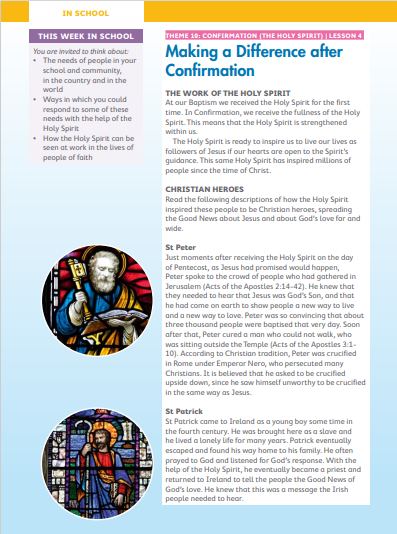 IN SCHOOL
THIS WEEK IN SCHOOL
You are invited to think about:
• The needs of people in your
school and community,
in the country and in the
world
• Ways in which you could
respond to some of these
needs with the help of the
Holy Spirit
• How the Holy Spirit can be
seen at work in the lives of
people of faith
THEME 10: CONFIRMATION (THE HOLY SPIRIT) | LESSON 4
Making a Difference after
Confirmation
THE WORK OF THE HOLY SPIRIT
At our Baptism we received the Holy Spirit for the first
time. In Confirmation, we receive the fullness of the Holy
Spirit. This means that the Holy Spirit is strengthened
within us.
The Holy Spirit is ready to inspire us to live our lives as
followers of Jesus if our hearts are open to the Spirit's
guidance. This same Holy Spirit has inspired millions of
people since the time of Christ.
CHRISTIAN HEROES
Read the following descriptions of how the Holy Spirit
inspired these people to be Christian heroes, spreading
the Good News about Jesus and about God's love far and
wide.
St Peter
Just moments after receiving the Holy Spirit on the day
of Pentecost, as Jesus had promised would happen,
Peter spoke to the crowd of people who had gathered in
Jerusalem (Acts of the Apostles 2:14–42). He knew that
they needed to hear that Jesus was God's Son, and that
he had come on earth to show people a new way to live
and a new way to love. Peter was so convincing that about
three thousand people were baptised that very day. Soon
after that, Peter cured a man who could not walk, who
was sitting outside the Temple (Acts of the Apostles 3:1–
10). According to Christian tradition, Peter was crucified
in Rome under Emperor Nero, who persecuted many
Christians. It is believed that he asked to be crucified
upside down, since he saw himself unworthy to be crucified
in the same way as Jesus.
St Patrick
St Patrick came to Ireland as a young boy some time in
the fourth century. He was brought here as a slave and
he lived a lonely life for many years. Patrick eventually
escaped and found his way home to his family. He often
prayed to God and listened for God's response. With the
help of the Holy Spirit, he eventually became a priest and
returned to Ireland to tell the people the Good News of
God's love. He knew that this was a message the Irish
people needed to hear.